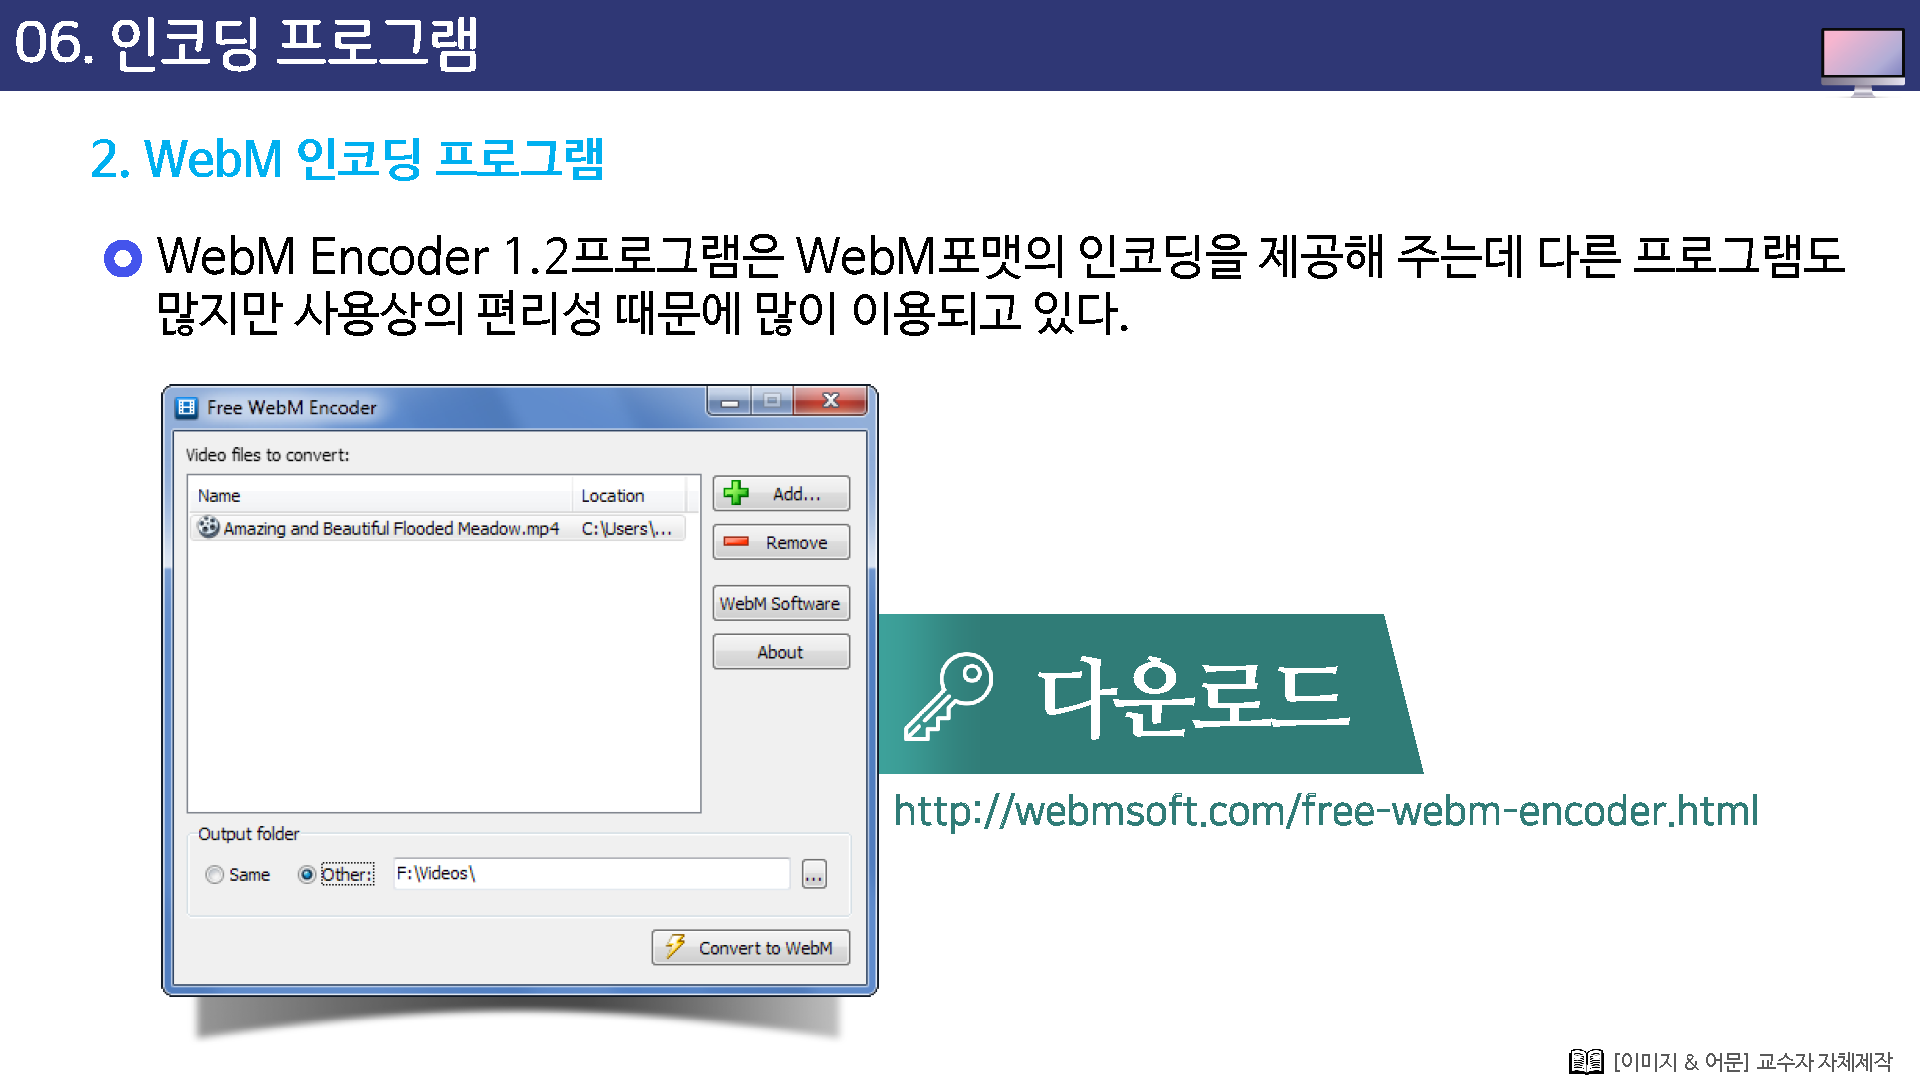 06. 인코딩 프로그램
2. WebM 인코딩 프로그램
WebM Encoder 1.2프로그램은 WebM포맷의 인코딩을 제공해 주는데 다른 프로그램도
많지만 사용상의 편리성 때문에 많이 이용되고 있다.
Free WebM Encoder
Video files to convert:
Name Location
Amazing and Beautiful Flooded Meadow.mp4 C:\Users\...
Add...
Remove
WebM Software
About
Output folder
Same Other: F:\Videos\ ...
Convert to WebM
다운로드
http://webmsoft.com/free-webm-encoder.html
[이미지 & 어문] 교수자 자체제작